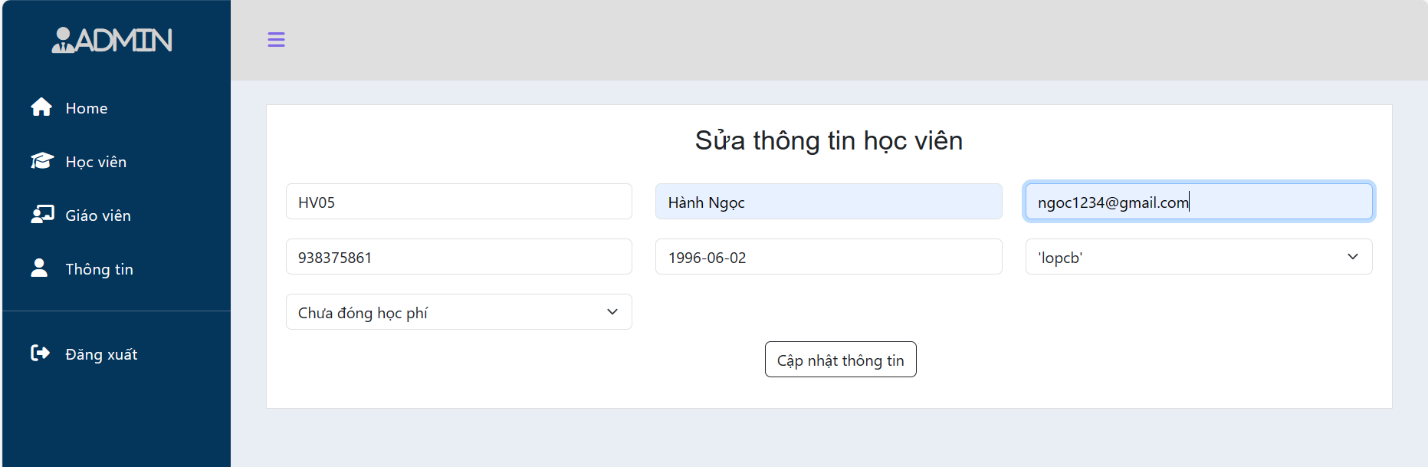 ADMIN
Home
Học viên
Giáo viên
Thông tin
Đăng xuất
Sửa thông tin học viên
HV05
Hành Ngọc
ngoc1234@gmail.com
938375861
1996-06-02
'lopcb'
Chưa đóng học phí
Cập nhật thông tin